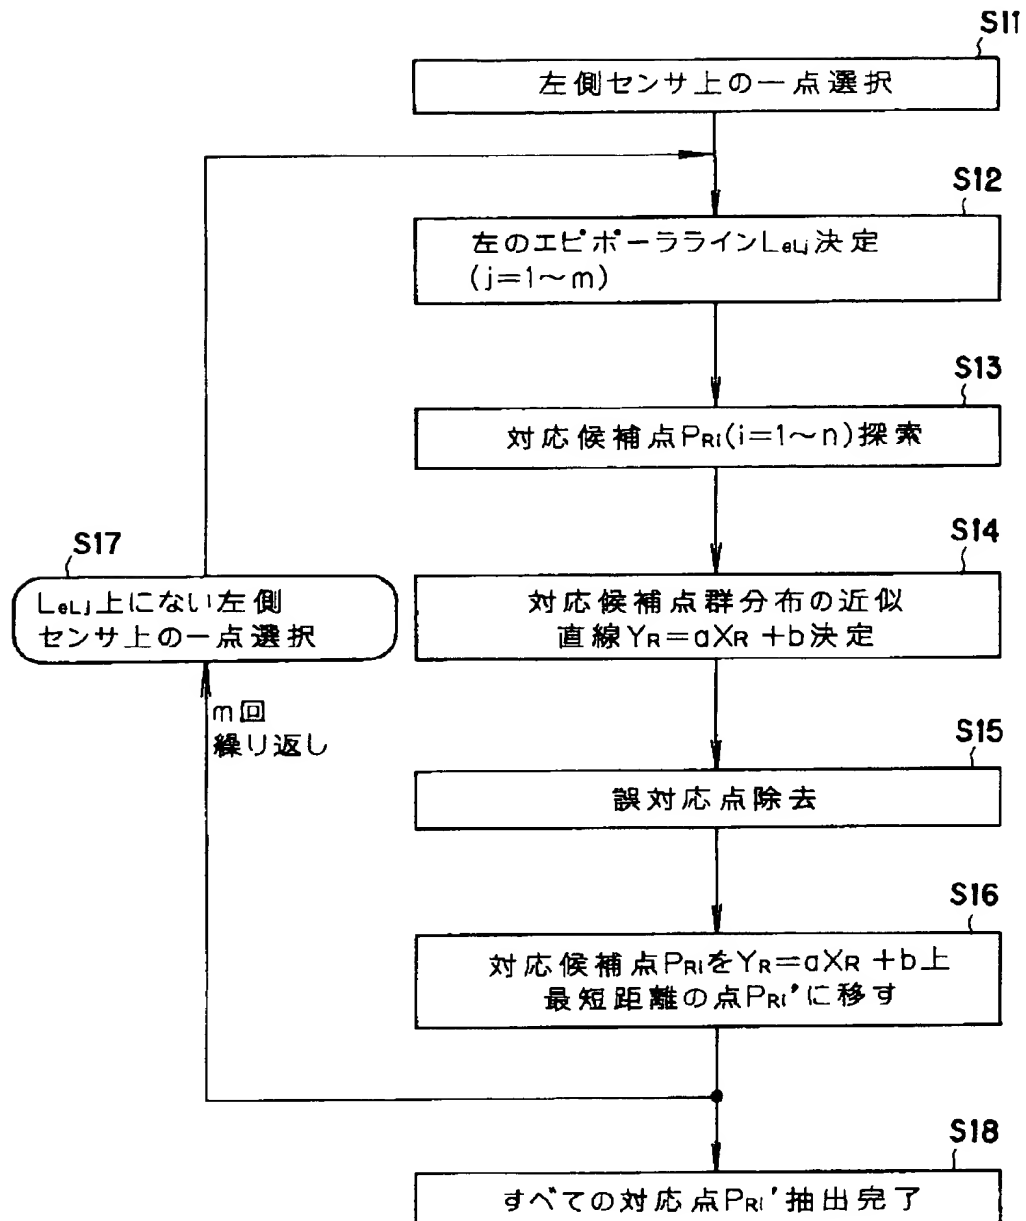 S11
左側センサ上の一点選択
S12
左のエピポーララインLeLj決定
(j=1～m)
S13
対応候補点PRi(i=1～n)探索
S14
対応候補点群分布の近似
直線YR=aXR+b決定
S17
LeLj上にない左側
センサ上の一点選択
m回
繰り返し
S15
誤対応点除去
S16
対応候補点PRiをYR=aXR+b上
最短距離の点PRi'に移す
S18
すべての対応点PRi'抽出完了